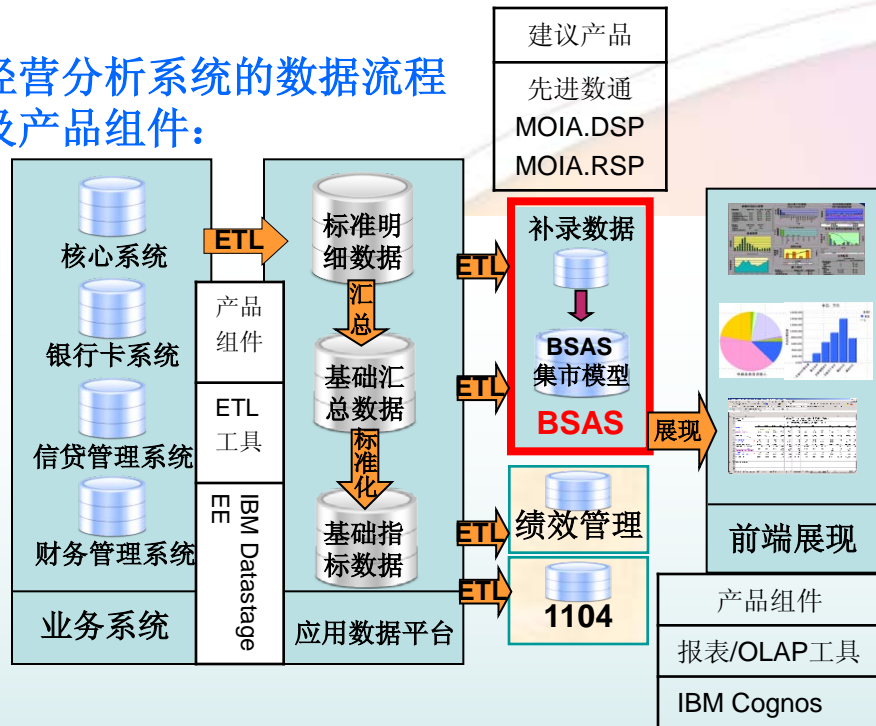 经营分析系统的数据流程
及产品组件：
建议产品
先进数通
MOIA.DSP
MOIA.RSP
核心系统
银行卡系统
信贷管理系统
财务管理系统
业务系统
ETL
产品
组件
ETL
工具
IBM Datastage
EE
标准明
细数据
汇
总
基础汇
总数据
标
准
化
基础指
标数据
应用数据平台
ETL
ETL
ETL
ETL
补录数据
BSAS
集市模型
BSAS
绩效管理
1104
展现
前端展现
产品组件
报表/OLAP工具
IBM Cognos